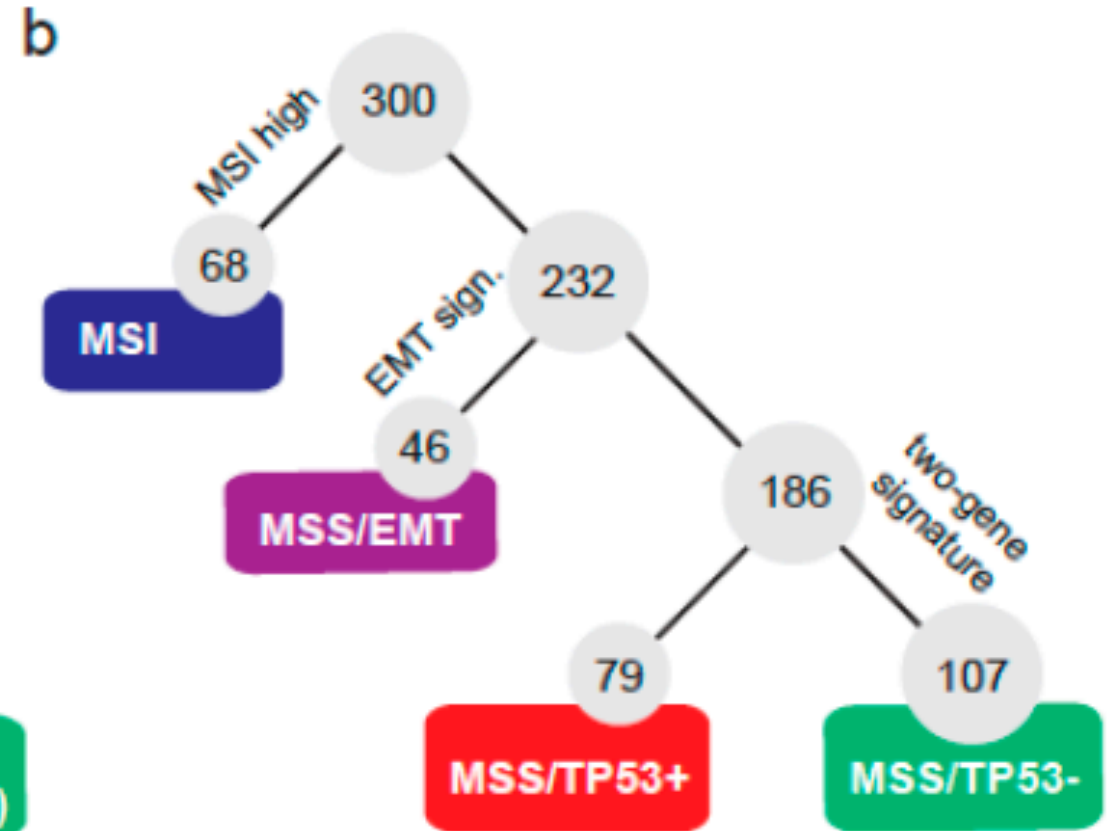 b
300
MSI high
68
MSI
232
EMT sign.
46
MSS/EMT
186
two-gene
signature
79
MSS/TP53+
107
MSS/TP53-
)